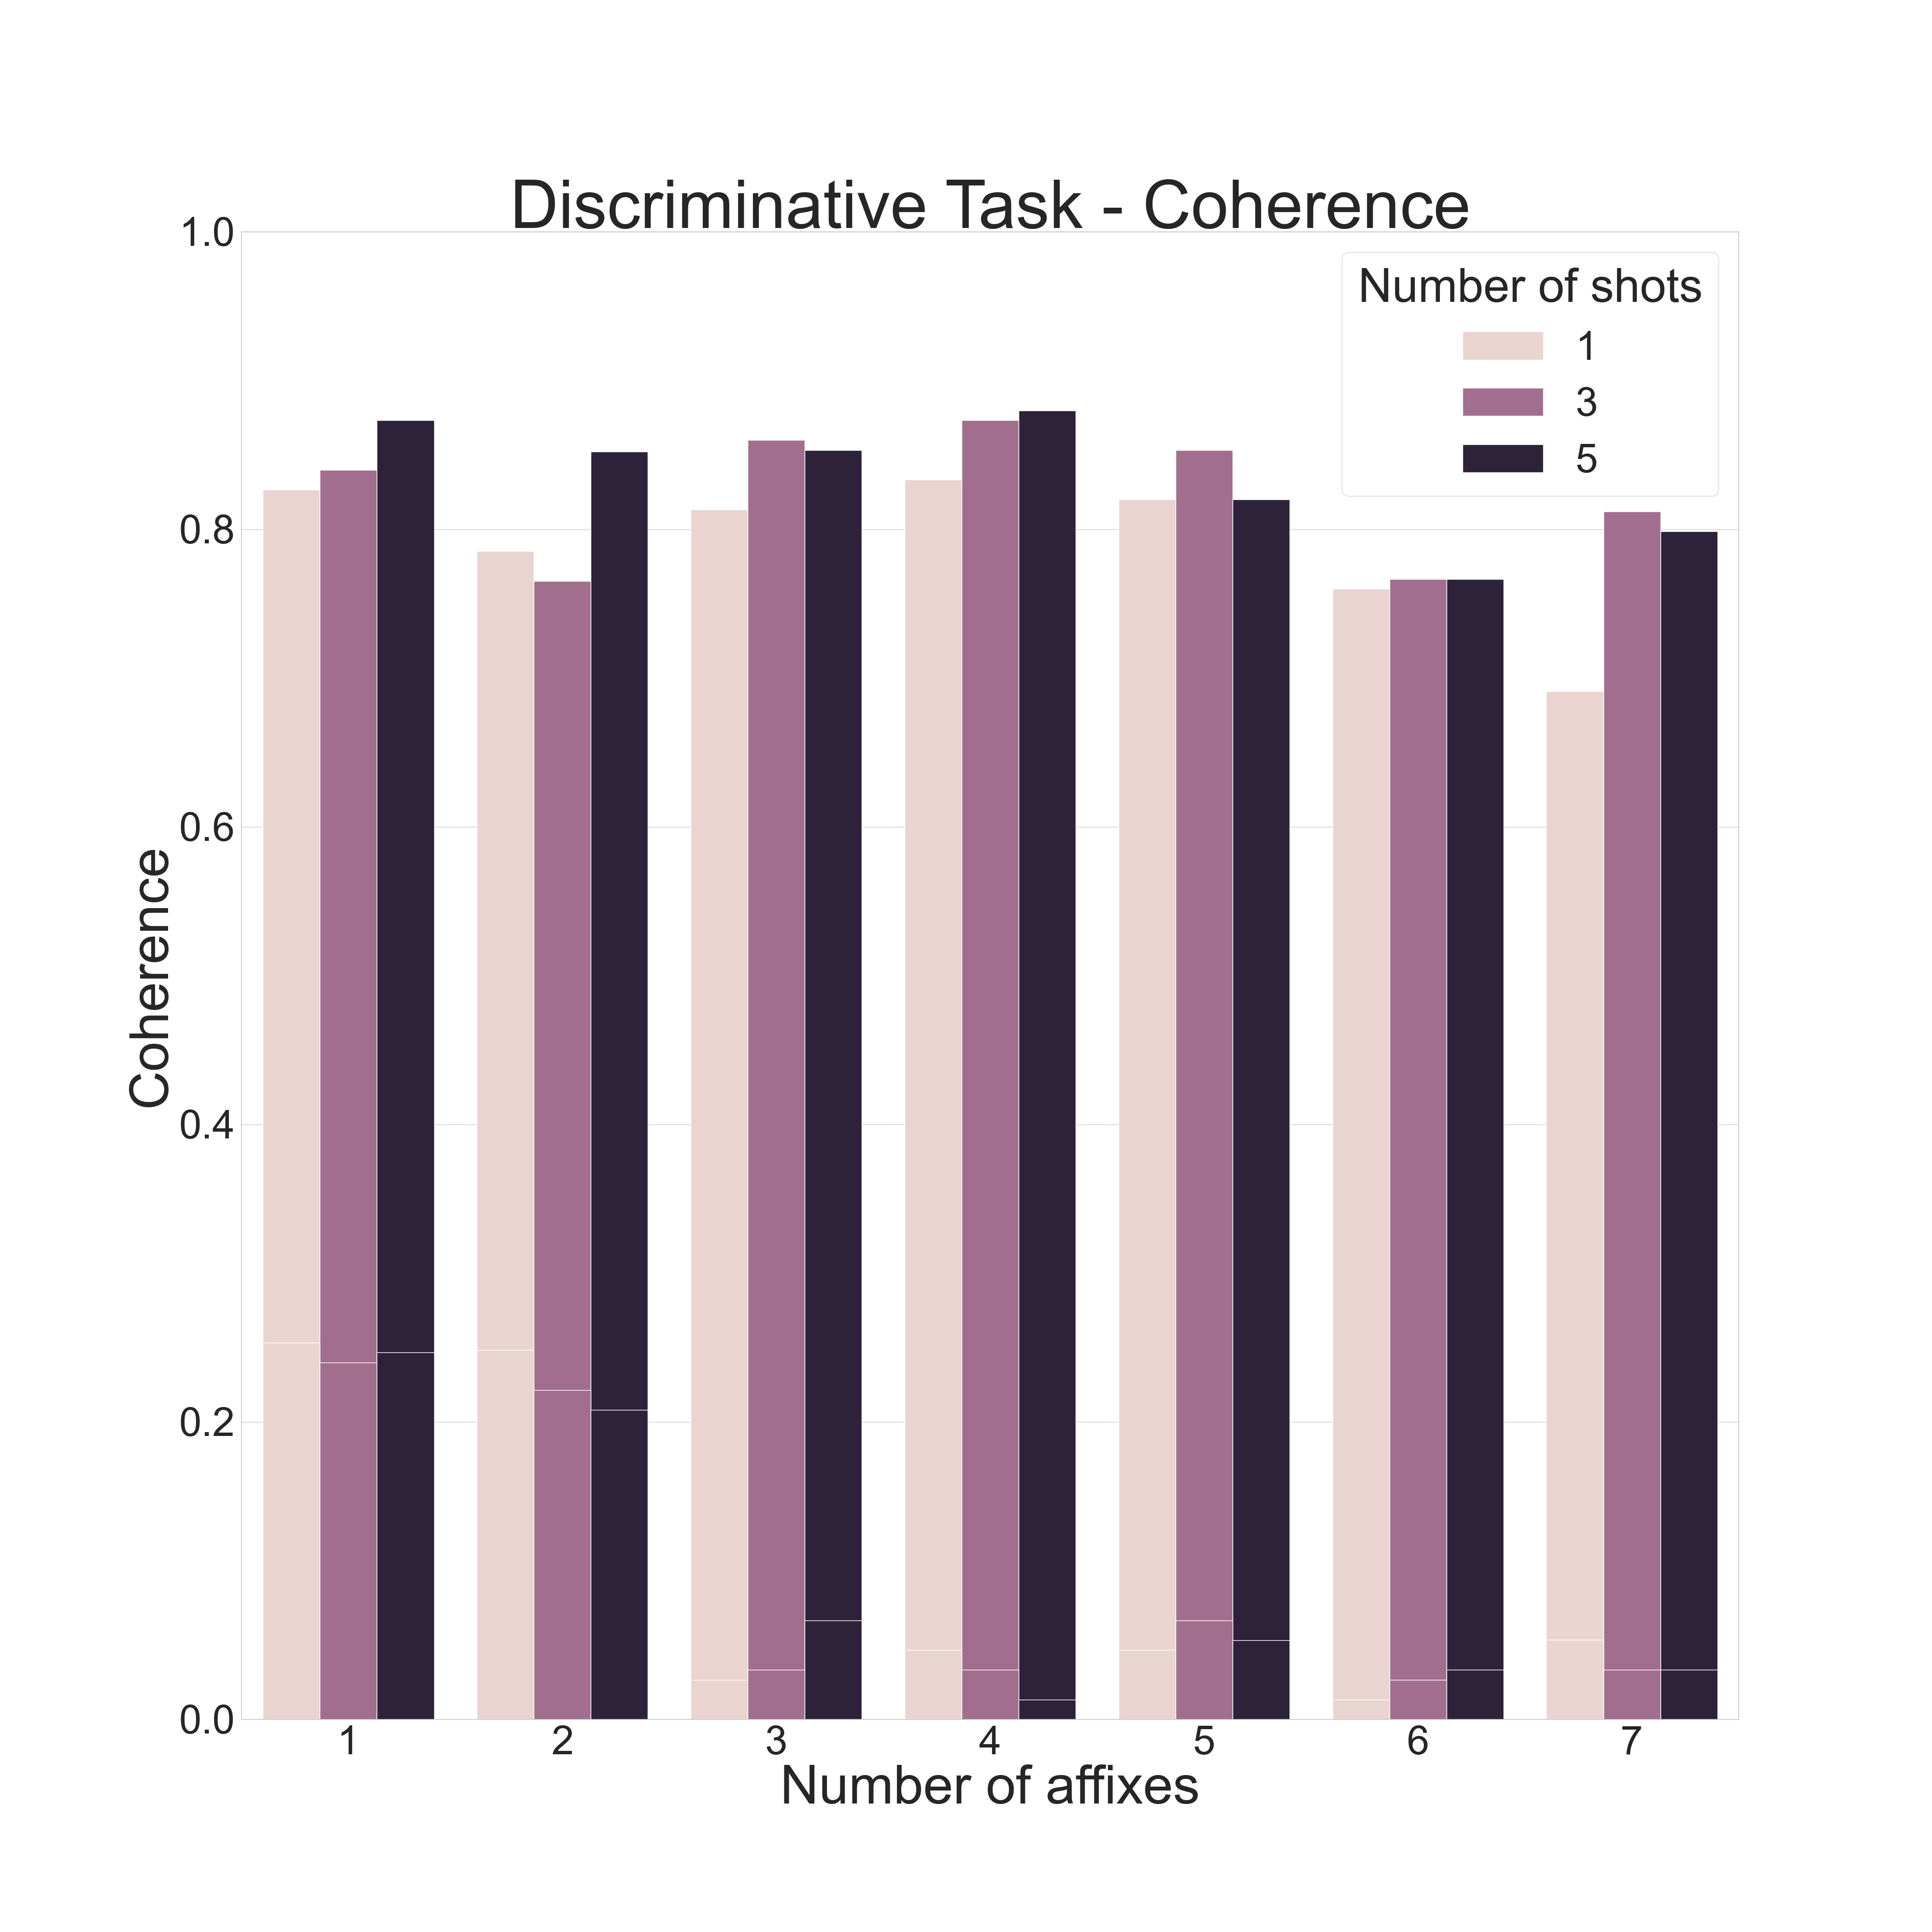 Discriminative Task - Coherence
Number of shots
1
3
5
Coherence
1.0
0.8
0.6
0.4
0.2
0.0
1 2 3 4 5 6 7
Number of affixes